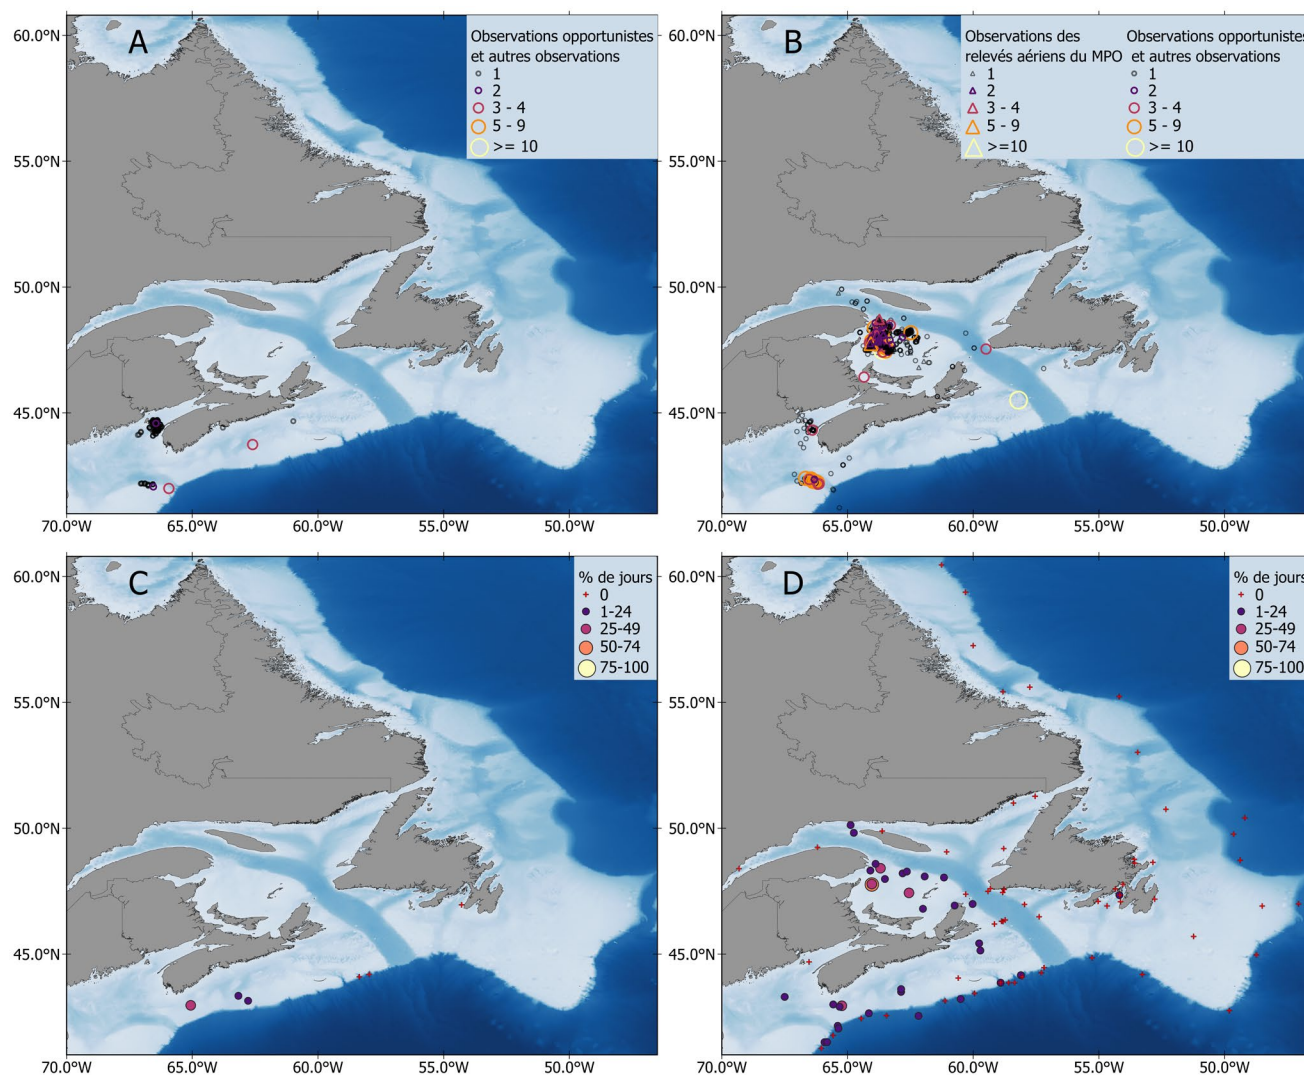 A
Observations opportunistes
et autres observations
1
2
3 - 4
5 - 9
>= 10
60.0°N
55.0°N
50.0°N
45.0°N
70.0°W
65.0°W
60.0°W
55.0°W
50.0°W
B
Observations des
relevés aériens du MPO
1
2
3 - 4
5 - 9
>=10
Observations opportunistes
et autres observations
1
2
3 - 4
5 - 9
>= 10
60.0°N
55.0°N
50.0°N
45.0°N
70.0°W
65.0°W
60.0°W
55.0°W
50.0°W
C
% de jours
0
1-24
25-49
50-74
75-100
60.0°N
55.0°N
50.0°N
45.0°N
70.0°W
65.0°W
60.0°W
55.0°W
50.0°W
D
% de jours
0
1-24
25-49
50-74
75-100
60.0°N
55.0°N
50.0°N
45.0°N
70.0°W
65.0°W
60.0°W
55.0°W
50.0°W